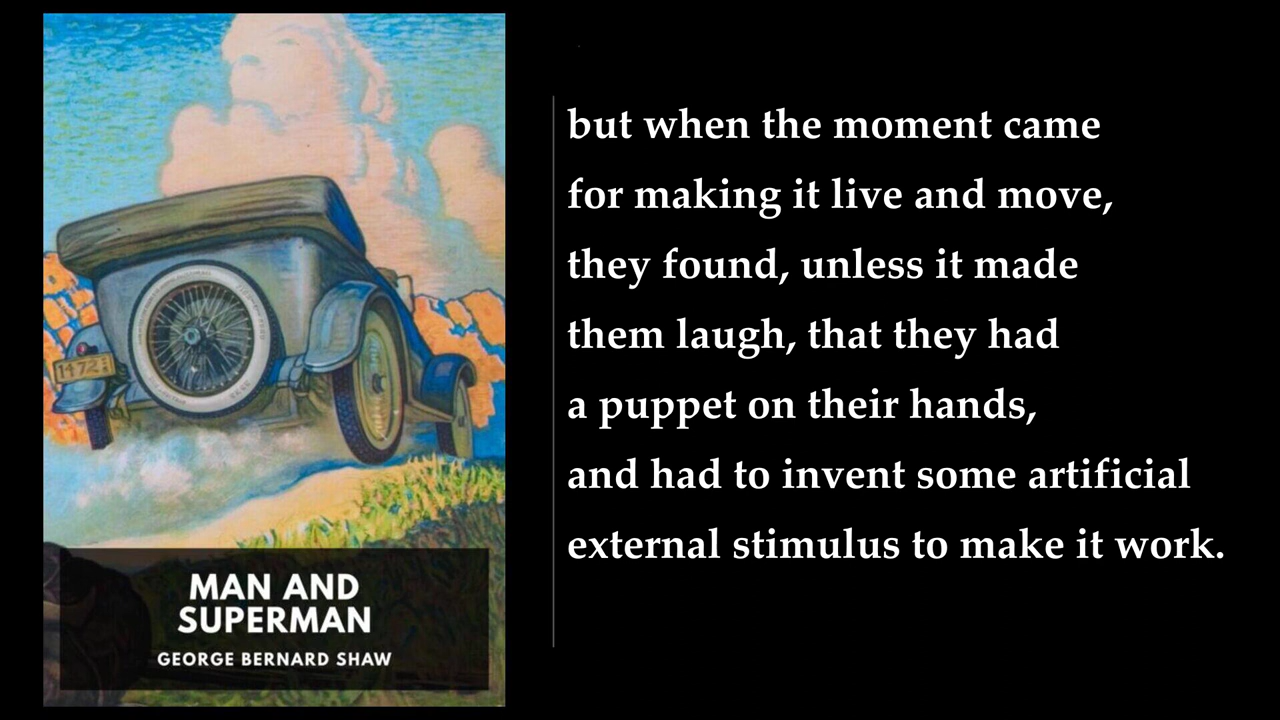 but when the moment came
for making it live and move,
they found, unless it made
them laugh, that they had
a puppet on their hands,
and had to invent some artificial
external stimulus to make it work.
1472
MAN AND
SUPERMAN
GEORGE BERNARD SHAW